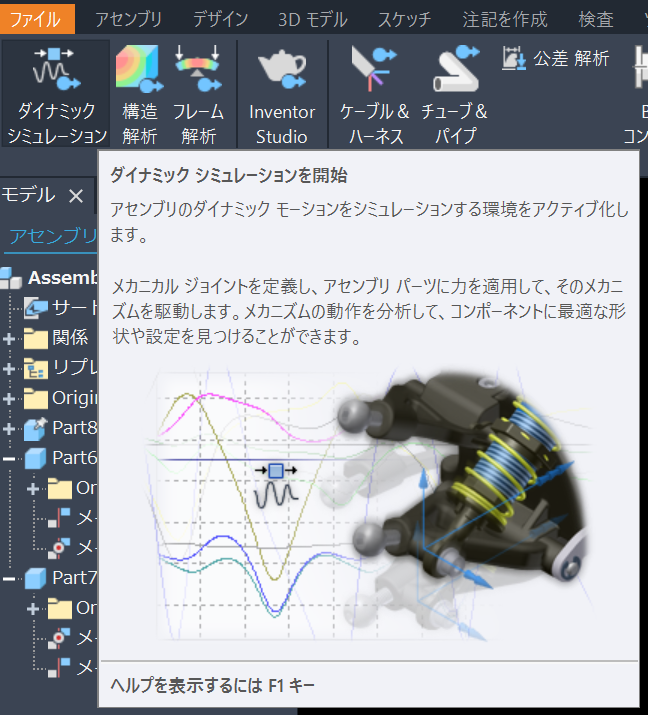 ファイル アセンブリ デザイン 3D モデル スケッチ 注記を作成 検査
ダイナミック
シミュレーション
構造
解析
フレーム
解析
Inventor
Studio
ケーブル &
ハーネス
チューブ &
パイプ
公差 解析
モデル
アセンブリ
ダイナミック シミュレーションを開始
アセンブリのダイナミック モーションをシミュレーションする環境をアクティブ化し
ます。
メカニカル ジョイントを定義し、アセンブリ パーツに力を適用して、そのメカニ
ズムを駆動します。メカニズムの動作を分析して、コンポーネントに最適な形
状や設定を見つけることができます。
ヘルプを表示するには F1 キー
Assemb
サード
関係
リプレ
Origin
Part8
Part6
Or
メ
メ
Part7
Or
メ
メ